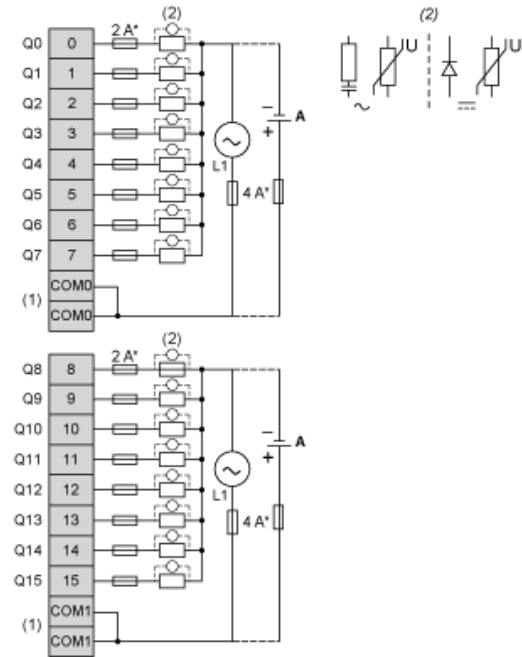 (2)
(2)
Q0 0 2 A*
U U
Q1 1
Q2 2
Q3 3
− A
+
Q4 4
L1
Q5 5
4 A*
Q6 6
Q7 7
COM0
(1)
COM0
(2)
Q8 8 2 A*
Q9 9
Q10 10
− A
+
Q11 11
Q12 12
L1
Q13 13
4 A*
Q14 14
Q15 15
COM1
(1)
COM1